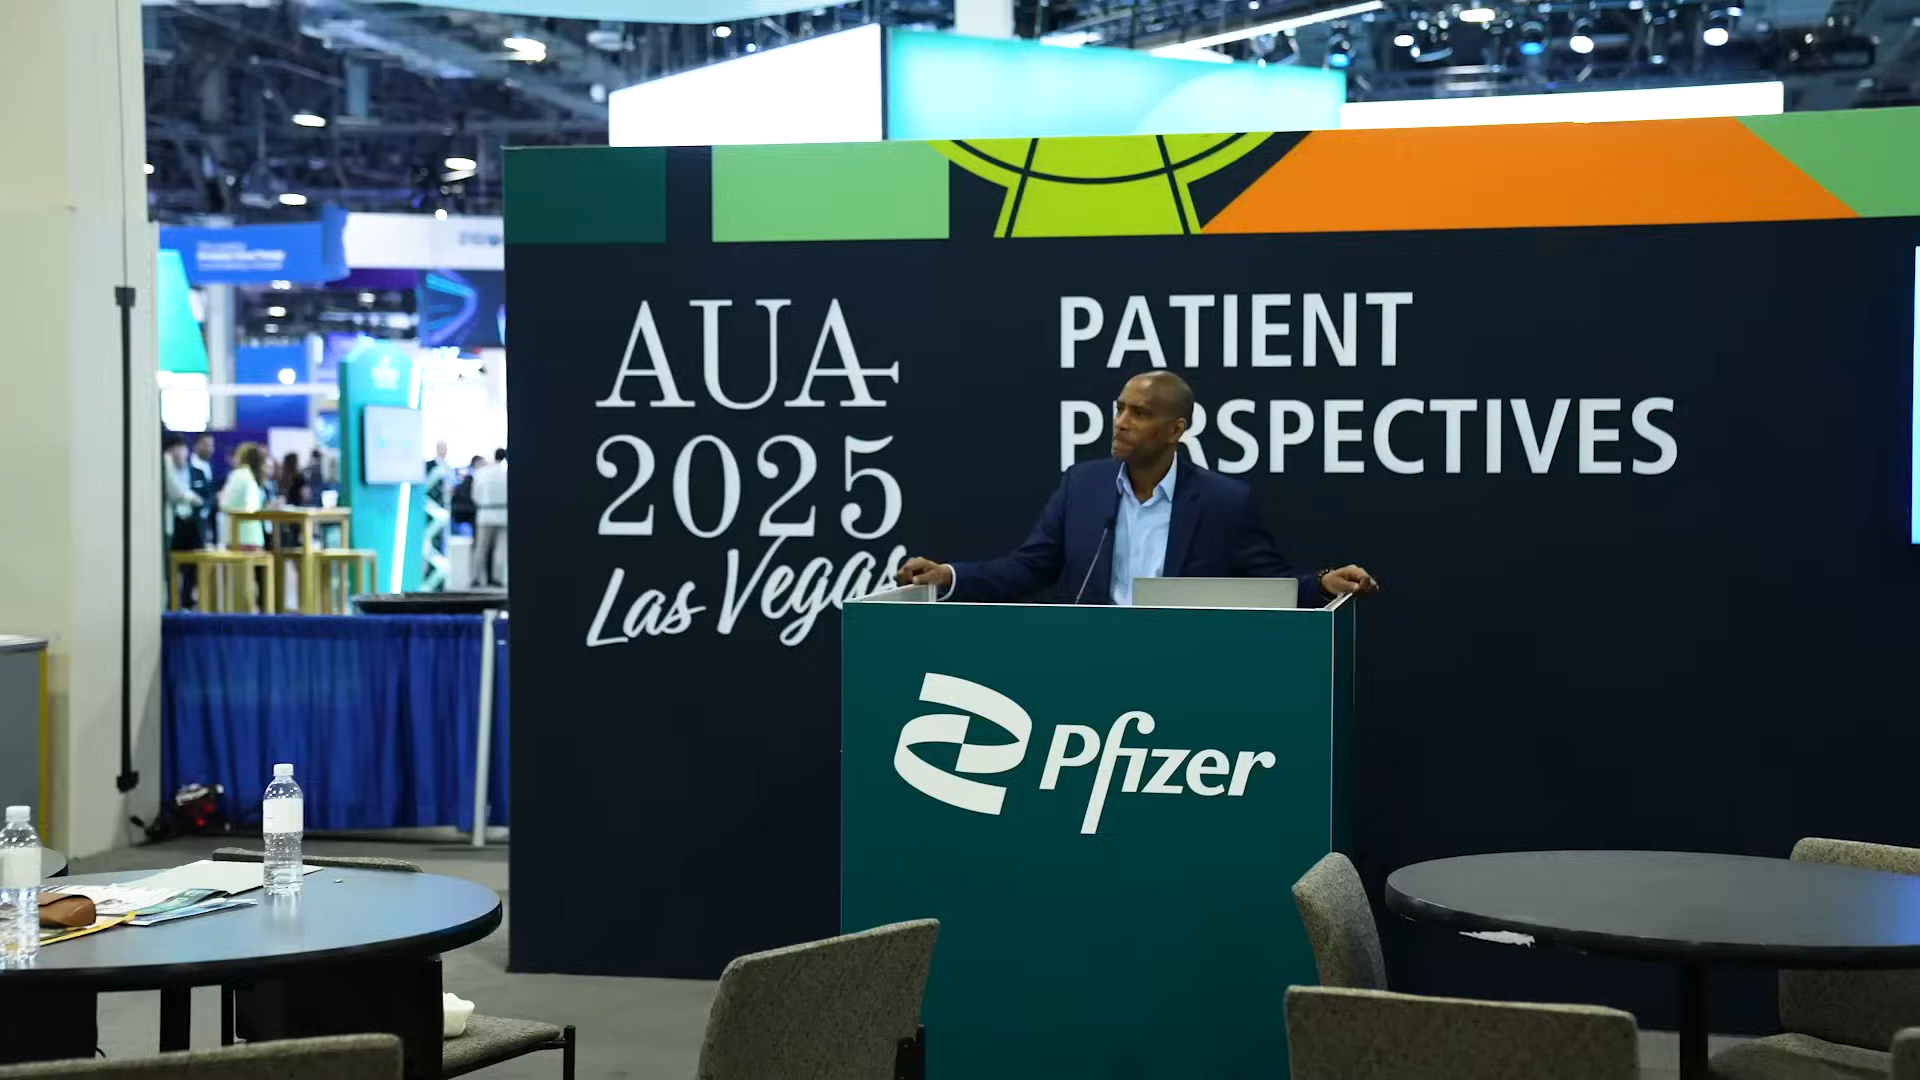 AUA
2025
Las Vegas
PATIENT
PERSPECTIVES
Pfizer